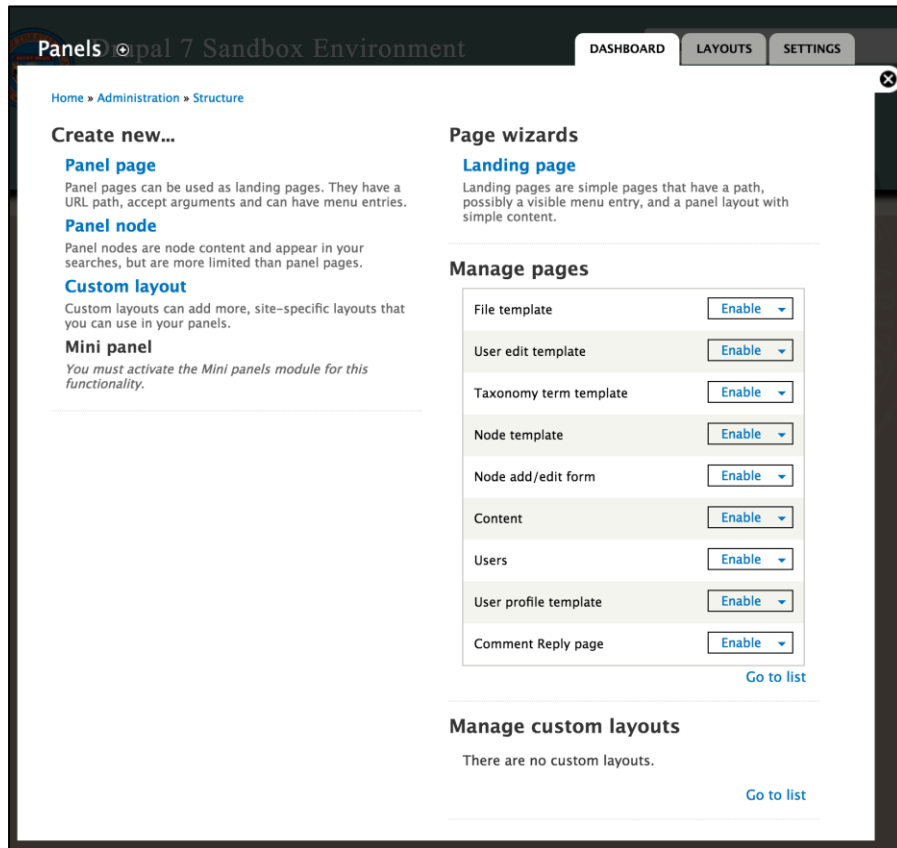 Panels
Drupal 7 Sandbox Environment
DASHBOARD
LAYOUTS
SETTINGS
Home » Administration » Structure
Create new...
Panel page
Panel pages can be used as landing pages. They have a
URL path, accept arguments and can have menu entries.
Panel node
Panel nodes are node content and appear in your
searches, but are more limited than panel pages.
Custom layout
Custom layouts can add more, site-specific layouts that
you can use in your panels.
Mini panel
You must activate the Mini panels module for this
functionality.
Page wizards
Landing page
Landing pages are simple pages that have a path,
possibly a visible menu entry, and a panel layout with
simple content.
Manage pages
File template Enable
User edit template Enable
Taxonomy term template Enable
Node template Enable
Node add/edit form Enable
Content Enable
Users Enable
User profile template Enable
Comment Reply page Enable
Go to list
Manage custom layouts
There are no custom layouts.
Go to list